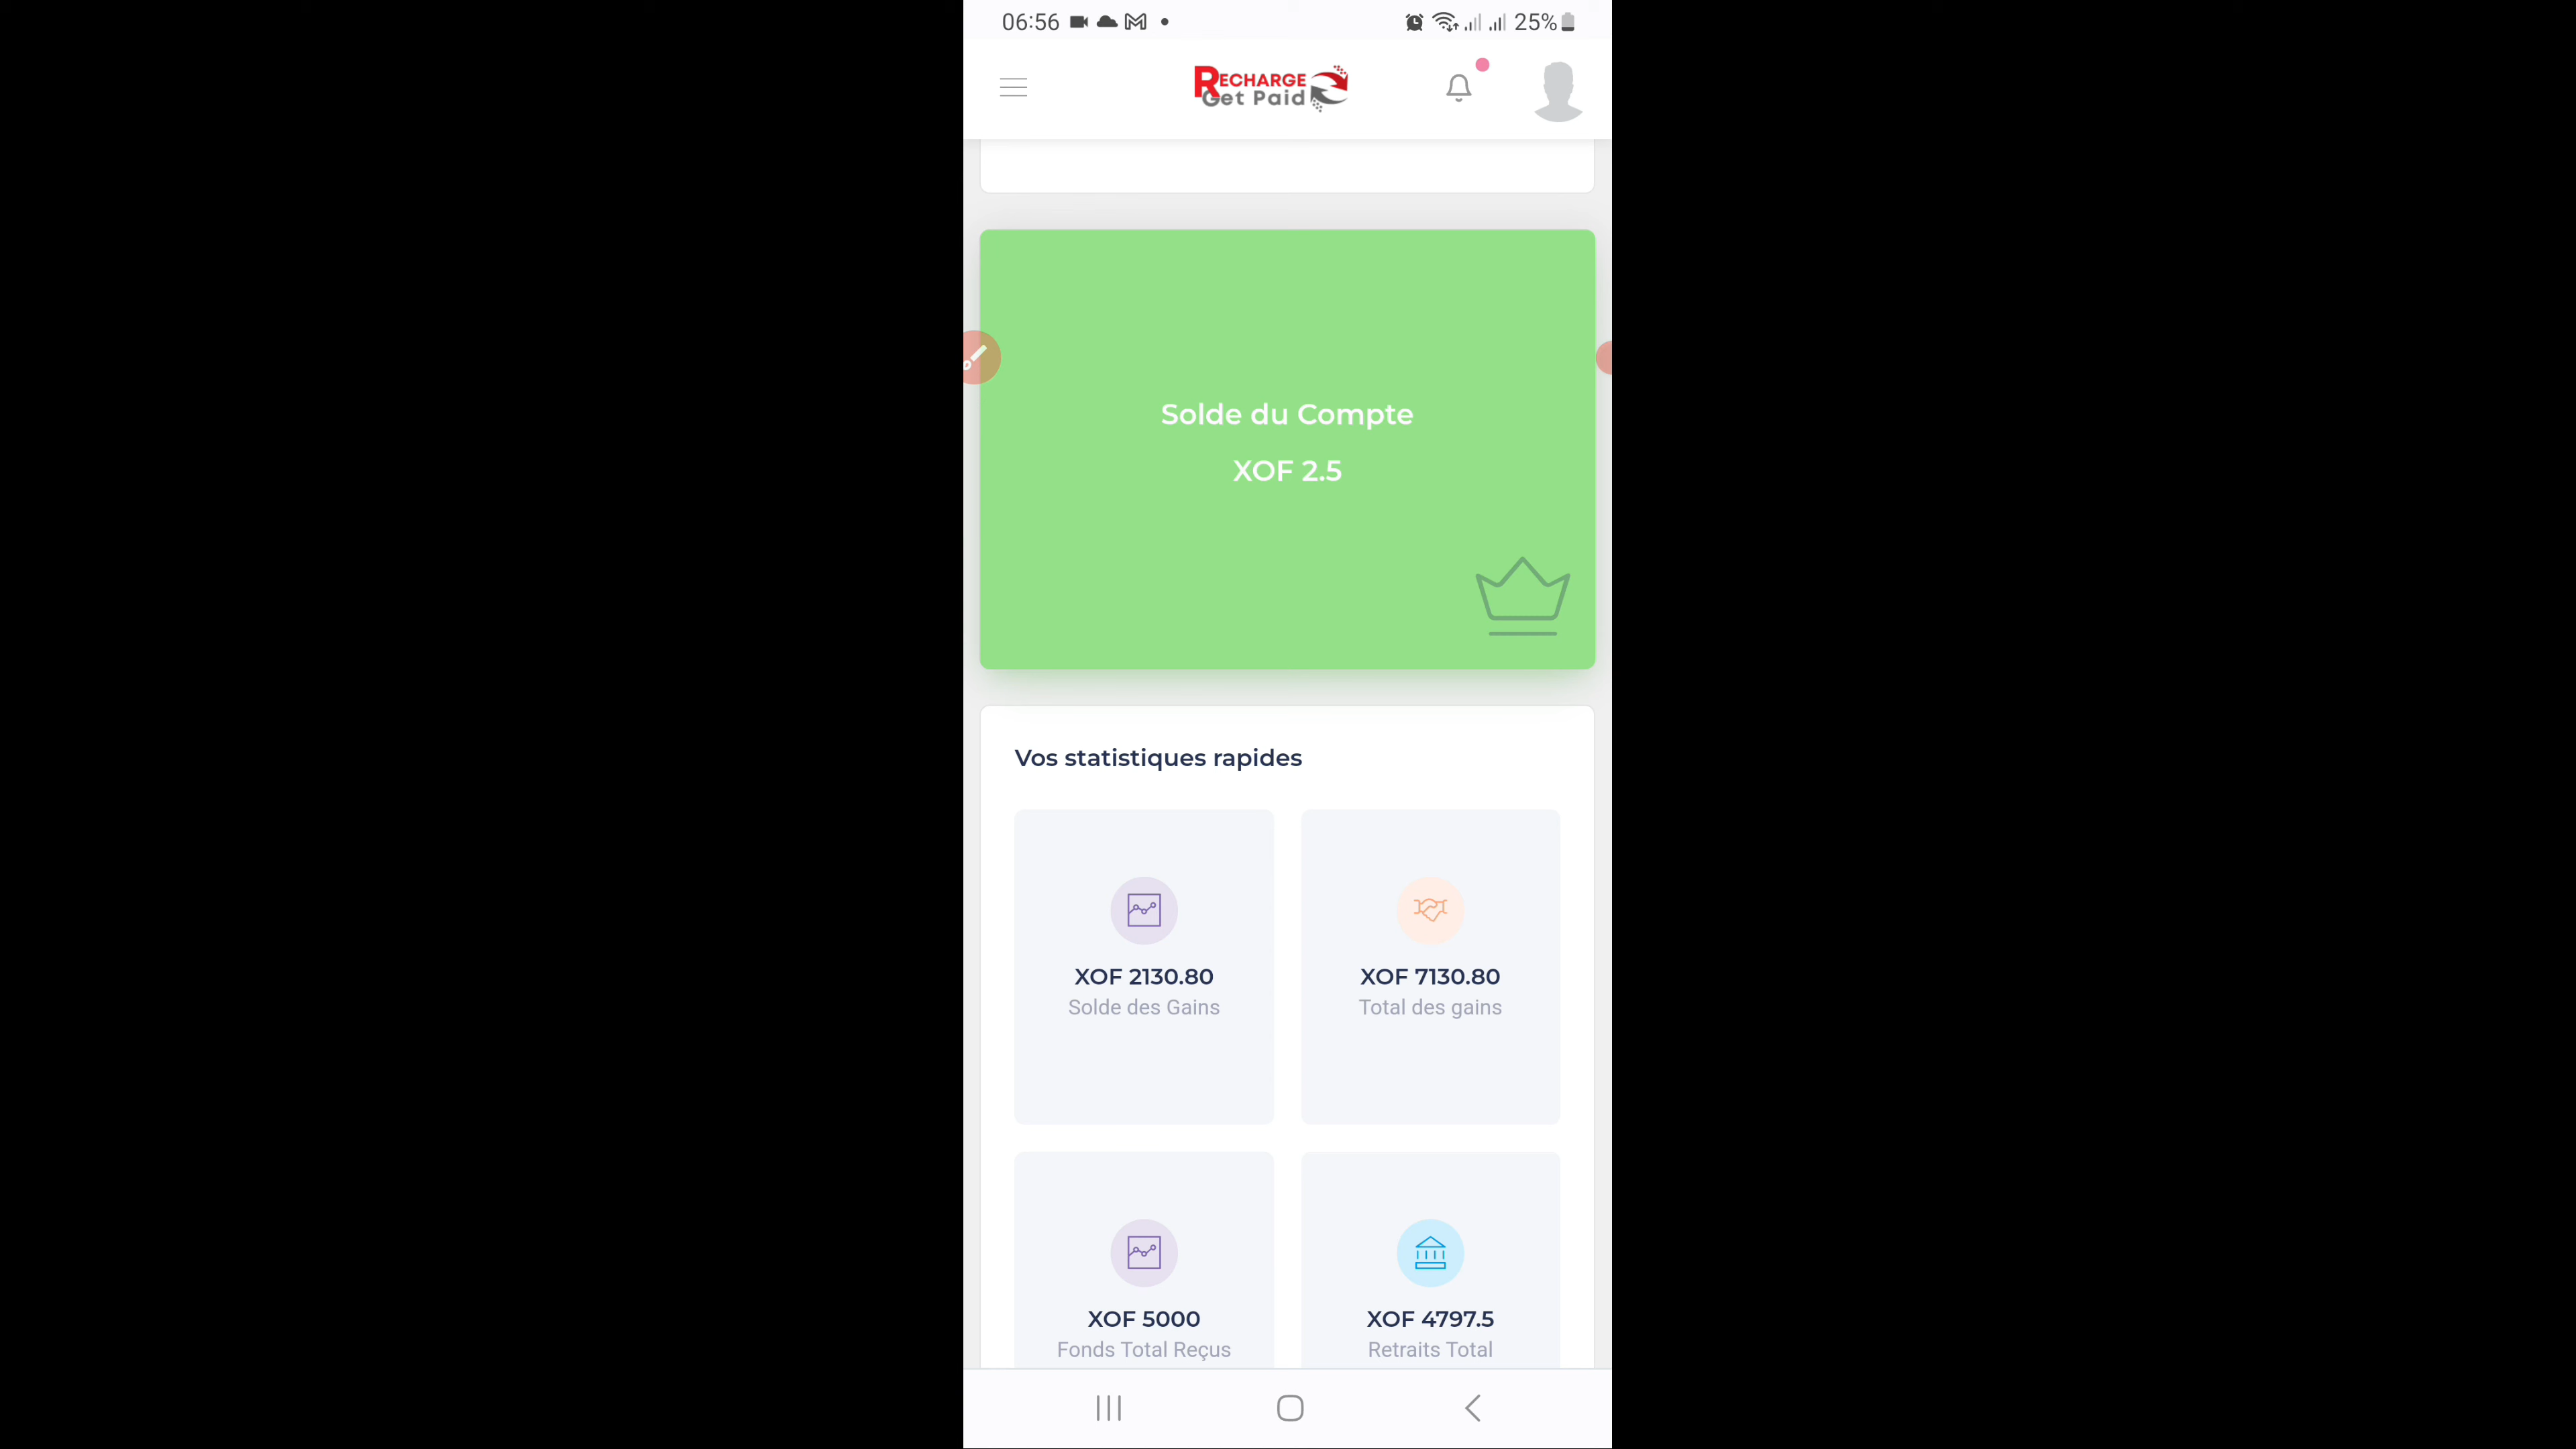 06:56
25%
RECHARGE
Get Paid
Solde du Compte
XOF 2.5
Vos statistiques rapides
XOF 2130.80
Solde des Gains
XOF 7130.80
Total des gains
XOF 5000
Fonds Total Reçus
XOF 4797.5
Retraits Total